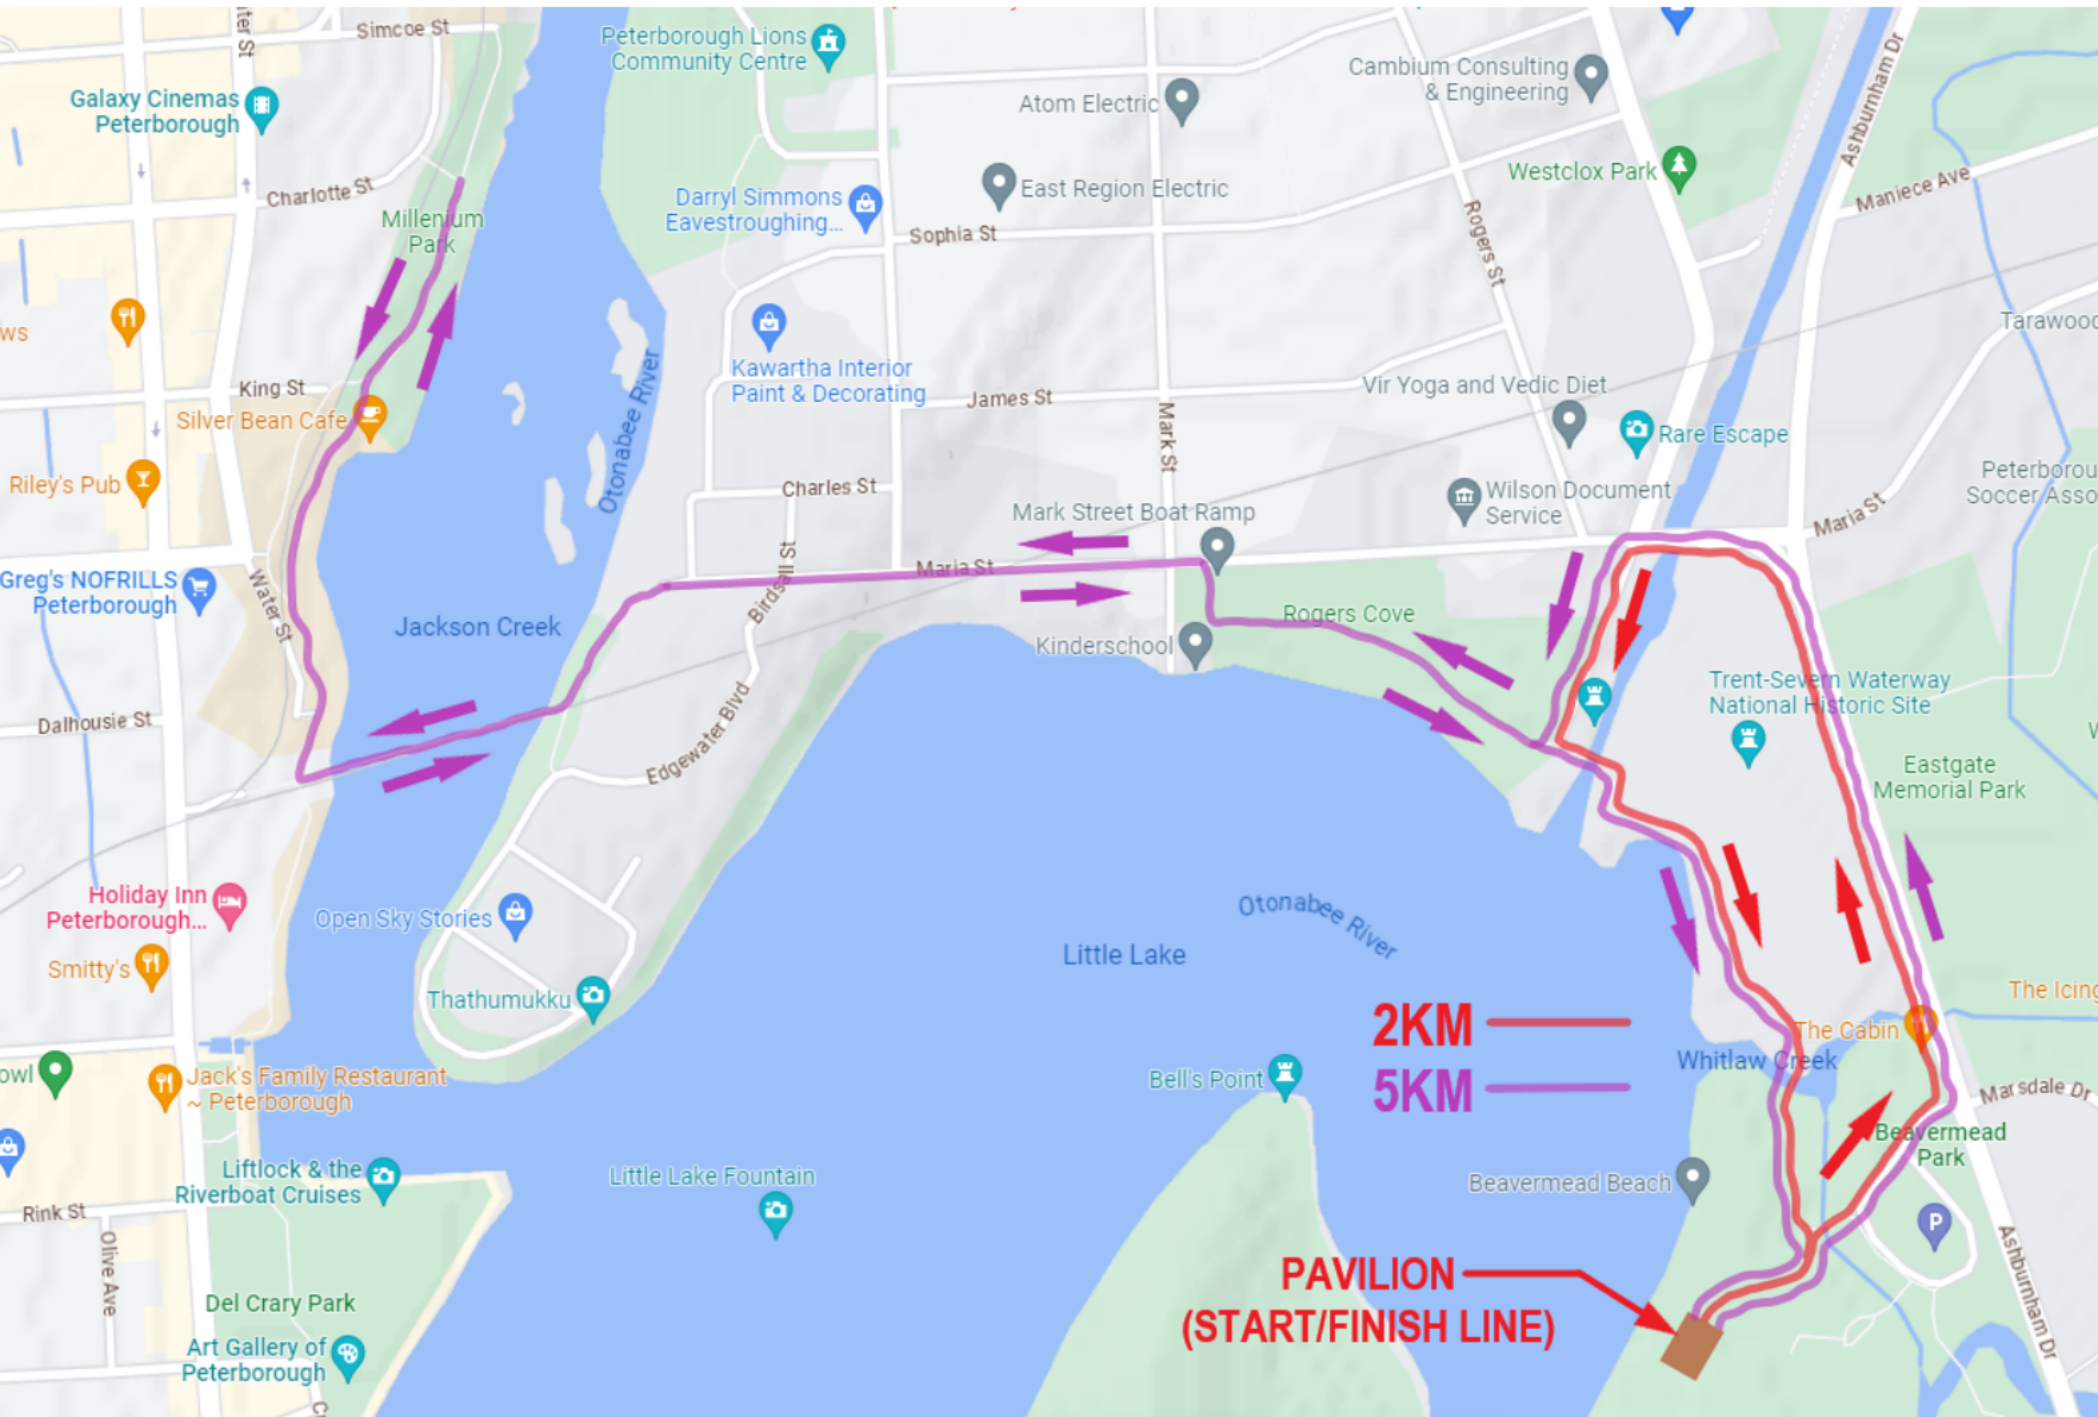 Simcoe St
ter St
Peterborough Lions
Community Centre
Cambium Consulting
& Engineering
Ashburnham Dr
Galaxy Cinemas
Peterborough
Atom Electric
Westclox Park
Maniece Ave
Charlotte St
Millenium
Park
Darryl Simmons
Eavestroughing...
East Region Electric
Sophia St
Rogers St
ws
Tarawood
King St
Silver Bean Cafe
Otonabee River
Kawartha Interior
Paint & Decorating
James St
Mark St
Vir Yoga and Vedic Diet
Rare Escape
Riley's Pub
Charles St
Mark Street Boat Ramp
Wilson Document
Service
Maria St
Peterborou
Soccer Asso
Greg's NOFRILLS
Peterborough
Water St
Jackson Creek
Birdsall St
Maria St
Kinderschool
Rogers Cove
Trent-Severn Waterway
National Historic Site
Dalhousie St
Edgewater Blvd
Eastgate
Memorial Park
W
Holiday Inn
Peterborough...
Open Sky Stories
Smitty's
Thathumukku
Little Lake
Otonabee River
The Icing
2KM
The Cabin
Whitlaw Creek
owl
Jack's Family Restaurant
~ Peterborough
Bell's Point
5KM
Marsdale Dr
Beavermead
Park
Liftlock & the
Riverboat Cruises
Little Lake Fountain
Beavermead Beach
P
Rink St
Olive Ave
Ashburnham Dr
PAVILION
(START/FINISH LINE)
Del Crary Park
Art Gallery of
Peterborough